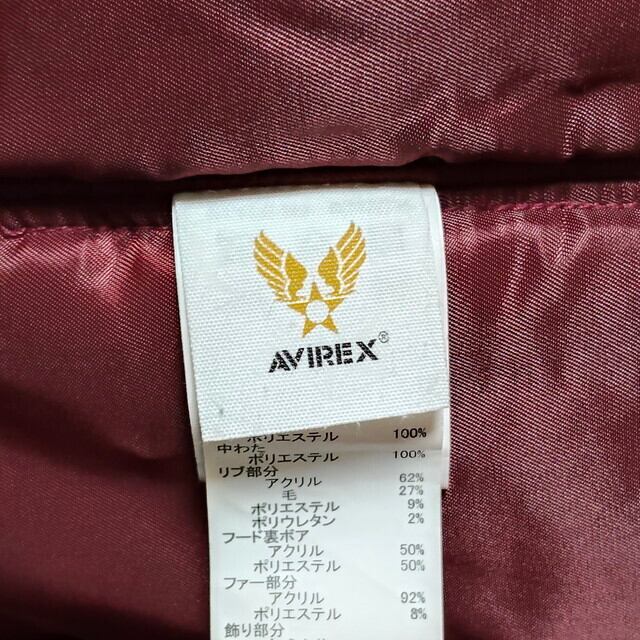 AVIREX®
ポリエステル 100%
中わた
ポリエステル 100%
リブ部分
アクリル 62%
毛 27%
ポリエステル 9%
ポリウレタン 2%
フード裏ボア
アクリル 50%
ポリエステル 50%
ファー部分
アクリル 92%
ポリエステル 8%
飾り部分